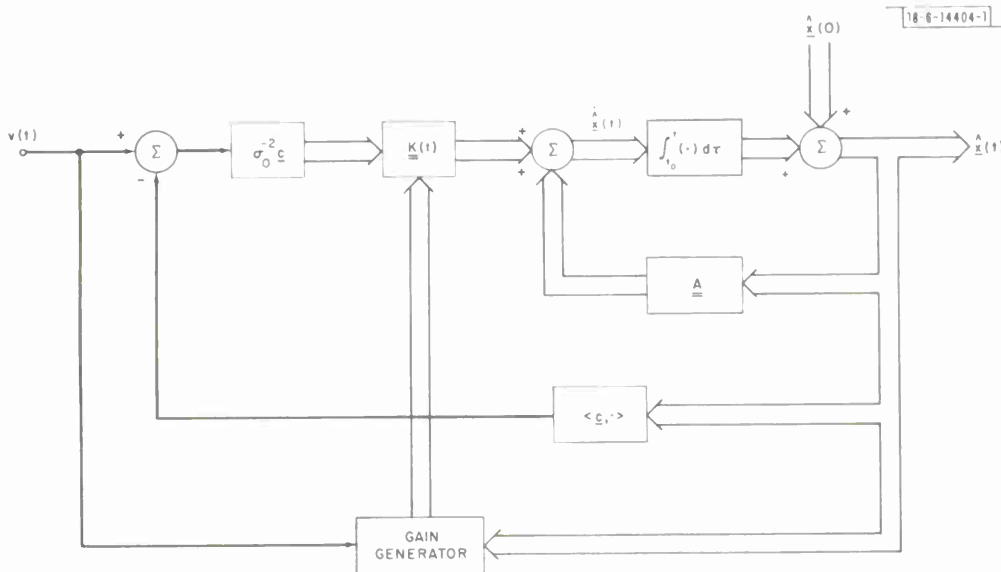 18-6-14404-1
x̂(0)
v(t)
+
Σ
-
σ₀⁻² c
K(t)
+
Σ
+
ẋ̂(t)
∫ₜ₀ᵗ (·) dτ
+
Σ
+
x̂(t)
A
<c,·>
GAIN
GENERATOR